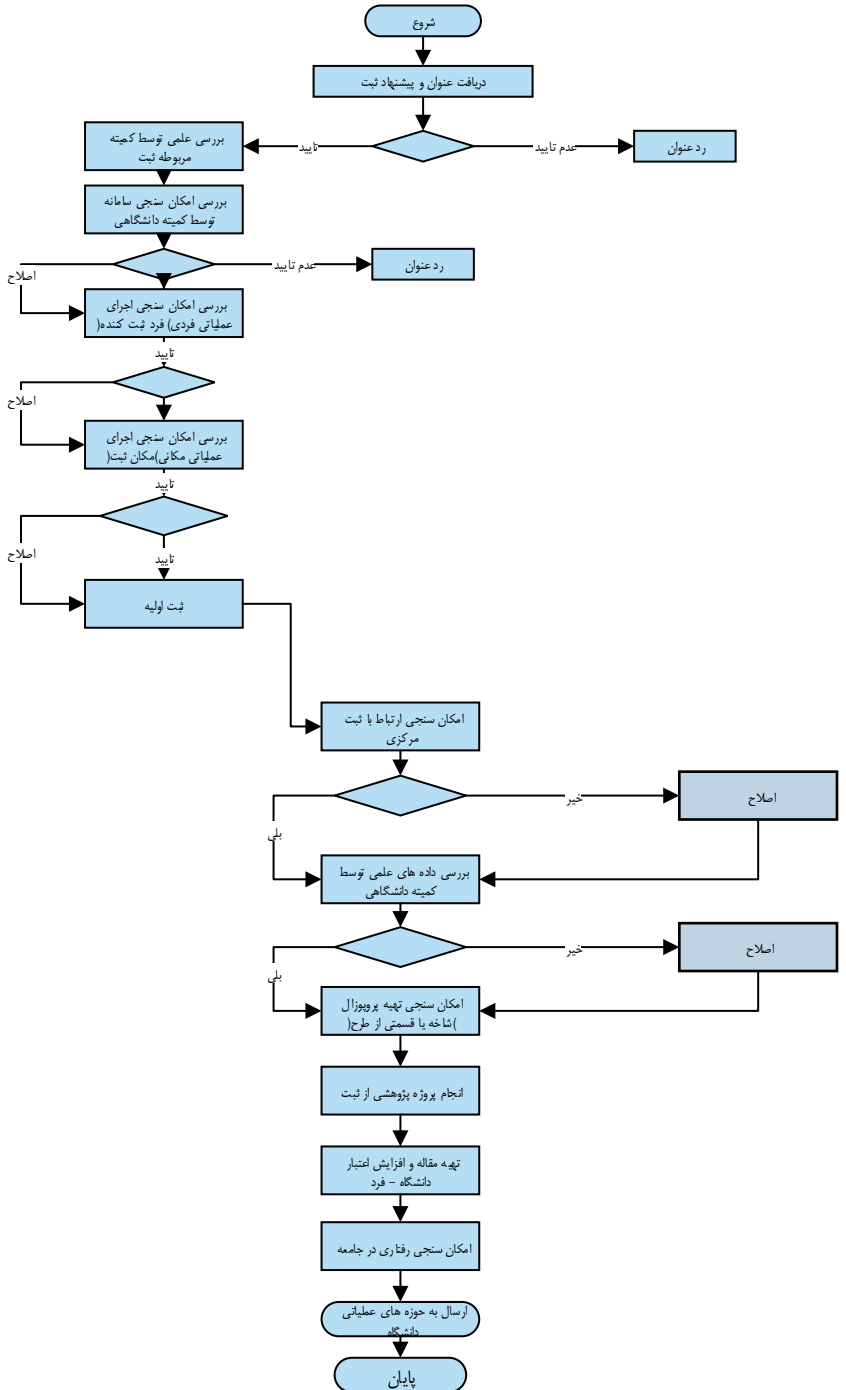 شروع
دریافت عنوان و پیشنهاد ثبت
بررسی علمی توسط کمیته
مربوطه ثبت
تایید
عدم تایید
رد عنوان
بررسی امکان سنجی سامانه
توسط کمیته دانشگاهی
عدم تایید
رد عنوان
اصلاح
بررسی امکان سنجی اجرای
عملیاتی فردی) فرد ثبت کننده(
تایید
اصلاح
بررسی امکان سنجی اجرای
عملیاتی مکانی)مکان ثبت(
تایید
اصلاح
تایید
ثبت اولیه
امکان سنجی ارتباط با ثبت
مرکزی
خیر
اصلاح
بلی
بررسی داده های علمی توسط
کمیته دانشگاهی
خیر
اصلاح
بلی
امکان سنجی تهیه پروپوزال
)شاخه یا قسمتی از طرح(
انجام پروژه پژوهشی از ثبت
تهیه مقاله و افزایش اعتبار
دانشگاه – فرد
امکان سنجی رفتاری در جامعه
ارسال به حوزه های عملیاتی
دانشگاه
پایان